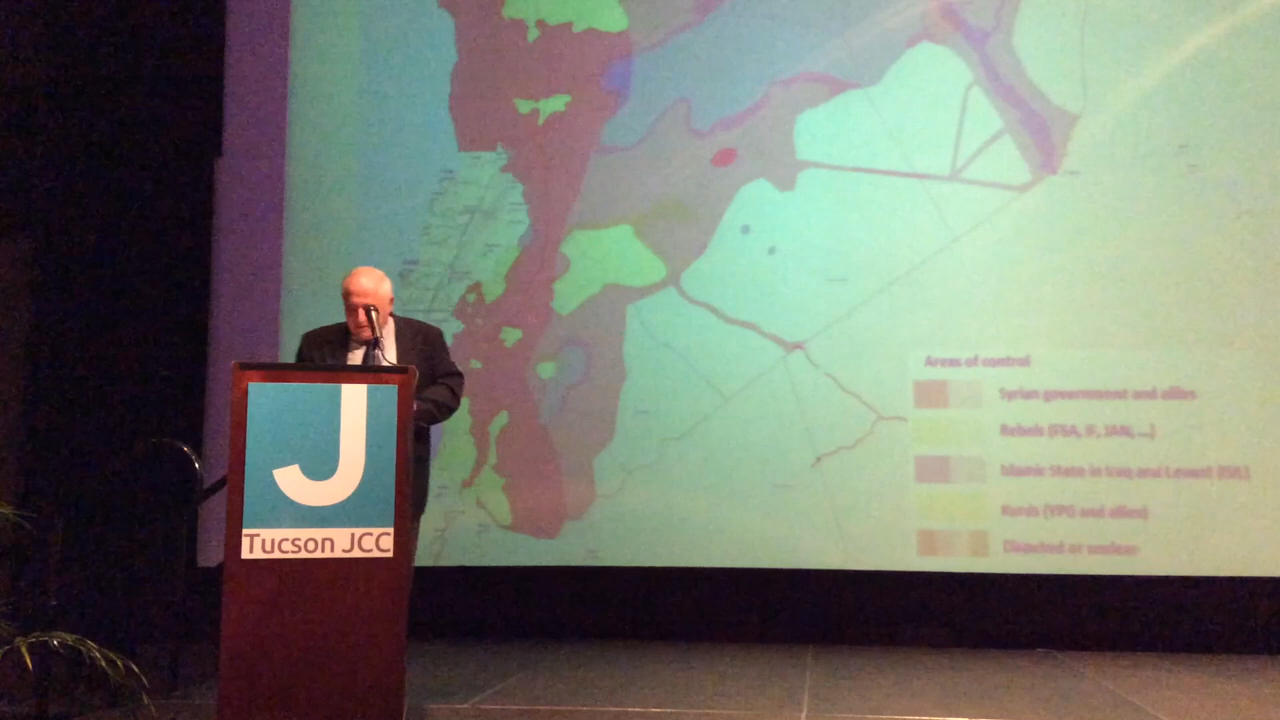 Areas of control
Syrian government and allies
Rebels (FSA, IF, JAN, ...)
Islamic State in Iraq and Levant (ISIL)
Kurds (YPG and allies)
Disputed or unclear
J
Tucson JCC